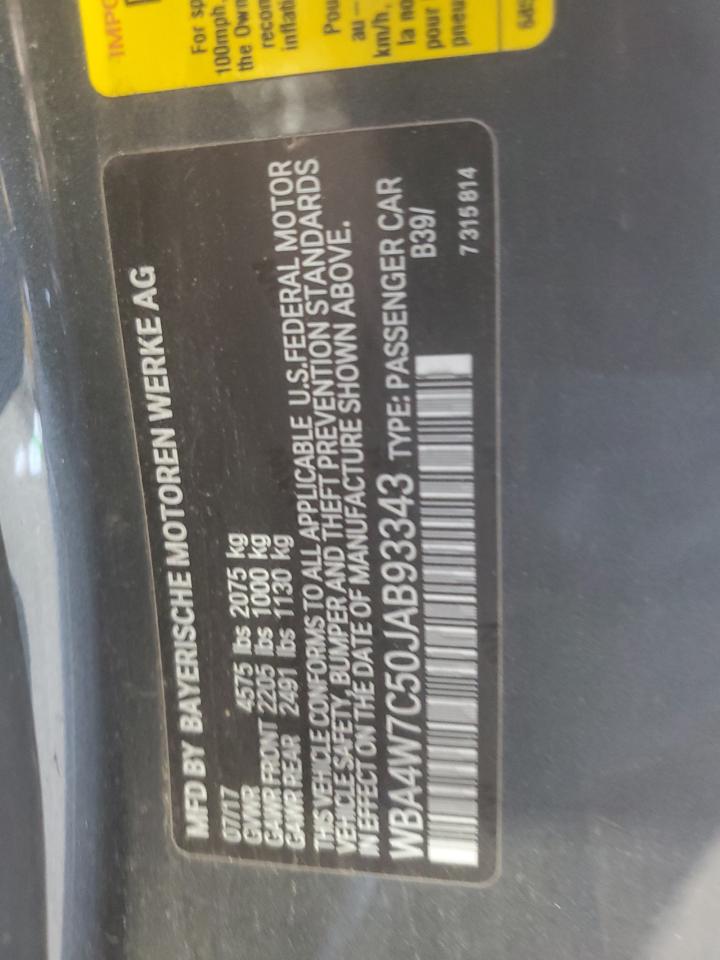 IMPO
For sp
100mph,
the Own
recom
inflati
Pou
au –
km/h,
la no
pour
pneu
MFD BY BAYERISCHE MOTOREN WERKE AG
07/17
GVWR 4575 lbs 2075 kg
GAWR FRONT 2205 lbs 1000 kg
GAWR REAR 2491 lbs 1130 kg
THIS VEHICLE CONFORMS TO ALL APPLICABLE U.S.FEDERAL MOTOR
VEHICLE SAFETY, BUMPER AND THEFT PREVENTION STANDARDS
IN EFFECT ON THE DATE OF MANUFACTURE SHOWN ABOVE.
WBA4W7C50JAB93343 TYPE: PASSENGER CAR
B39/
7 315 814